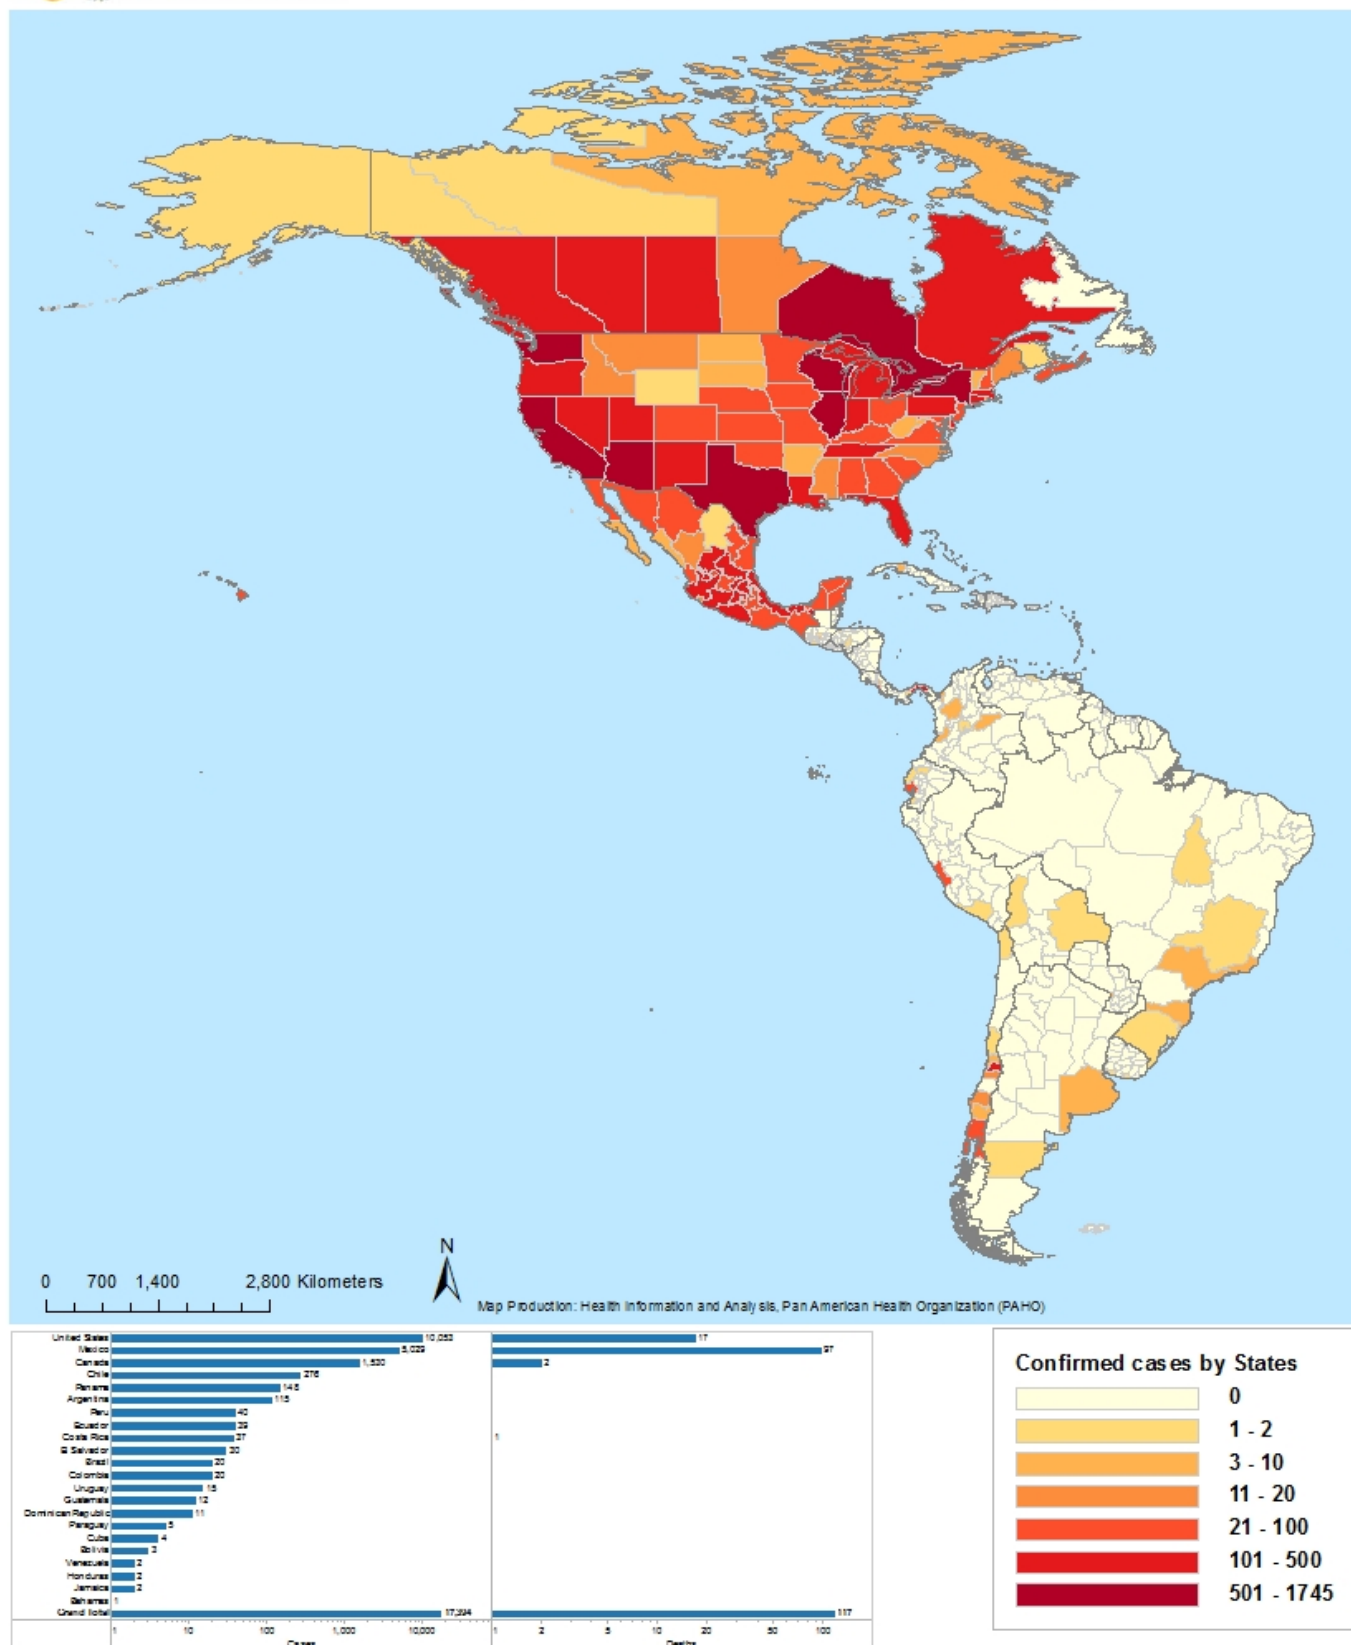 N
0 700 1,400 2,800 Kilometers
Map Production: Health Information and Analysis, Pan American Health Organization (PAHO)
United States 10,053 17
Mexico 5,029 97
Canada 1,530 2
Chile 276
Panama 148
Argentina 115
Peru 40
Ecuador 39
Costa Rica 37 1
El Salvador 30
Brazil 20
Colombia 20
Uruguay 15
Guatemala 12
Dominican Republic 11
Paraguay 5
Cuba 4
Bolivia 3
Venezuela 2
Honduras 2
Jamaica 2
Bahamas 1
Grand Total 17,394 117
1 10 100 1,000 10,000
Cases
1 2 5 10 20 50 100
Deaths
Confirmed cases by States
0
1 - 2
3 - 10
11 - 20
21 - 100
101 - 500
501 - 1745